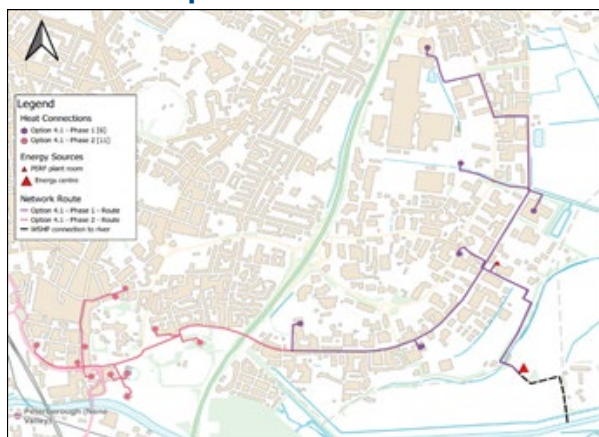 Legend
Heat Connections
Option 4.1 - Phase 1 [6]
Option 4.1 - Phase 2 [11]
Energy Sources
PERF plant room
Energy centre
Network Route
Option 4.1 - Phase 1 - Route
Option 4.1 - Phase 2 - Route
WSHP connection to river
Peterborough (Nene
Valley)